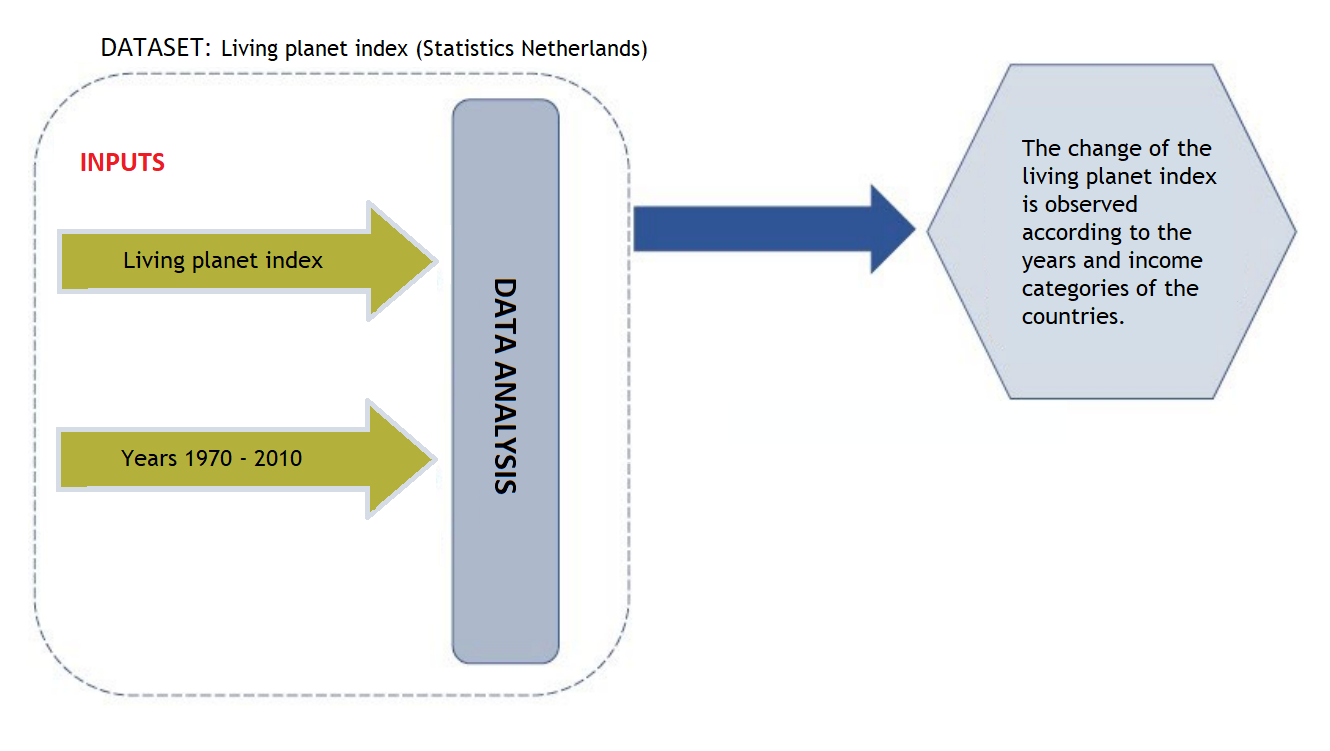 DATASET: Living planet index (Statistics Netherlands)
INPUTS
Living planet index
Years 1970 - 2010
DATA ANALYSIS
The change of the
living planet index
is observed
according to the
years and income
categories of the
countries.